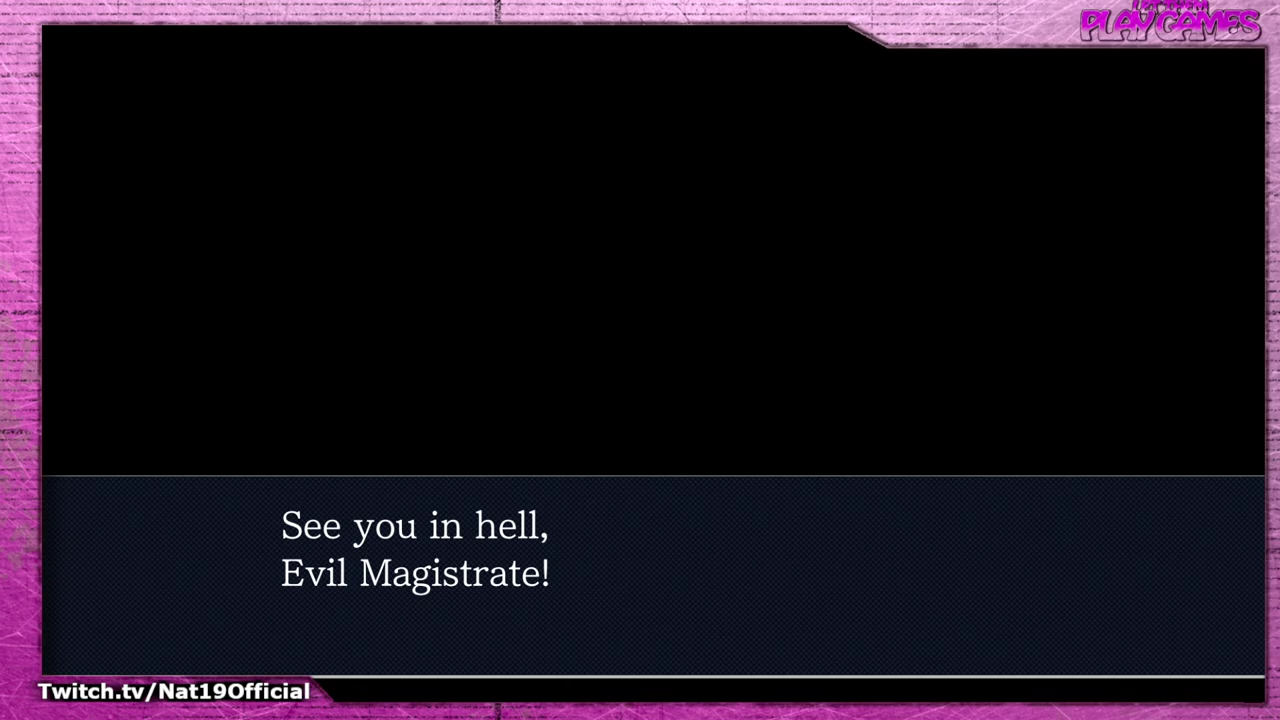 PLAY GAMES
See you in hell,
Evil Magistrate!
Twitch.tv/Nat19Official